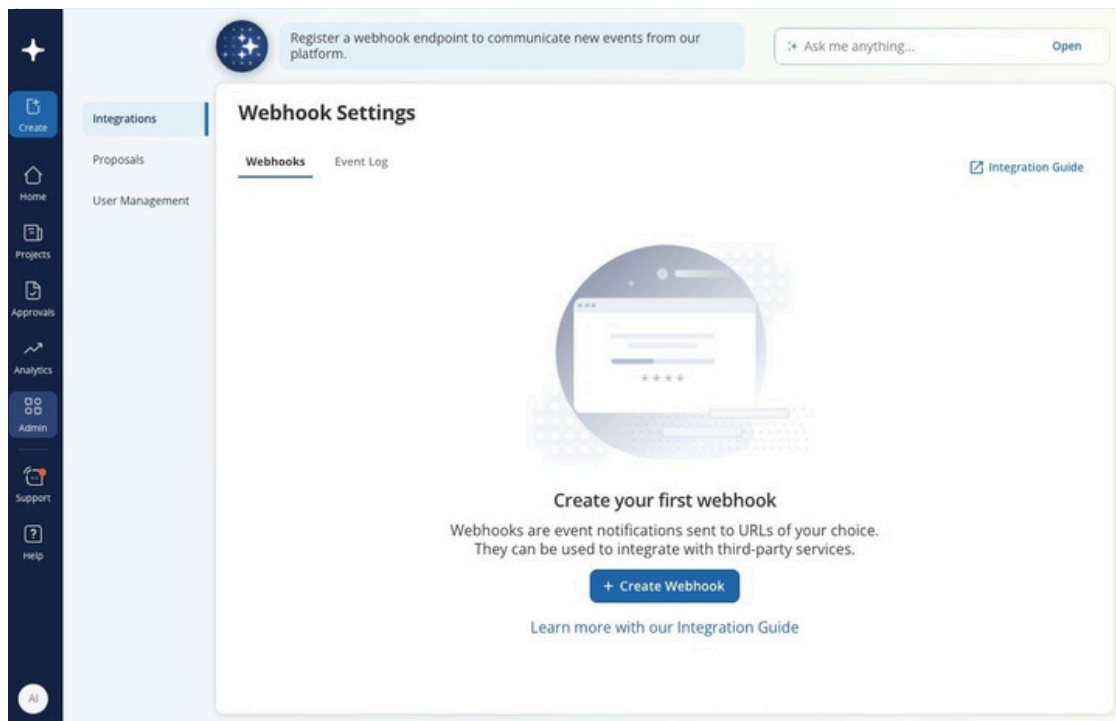 Register a webhook endpoint to communicate new events from our
platform.
Ask me anything...
Open
Create
Home
Projects
Approvals
Analytics
Admin
Support
Help
AI
Integrations
Proposals
User Management
Webhook Settings
Webhooks
Event Log
Integration Guide
Create your first webhook
Webhooks are event notifications sent to URLs of your choice.
They can be used to integrate with third-party services.
+ Create Webhook
Learn more with our Integration Guide